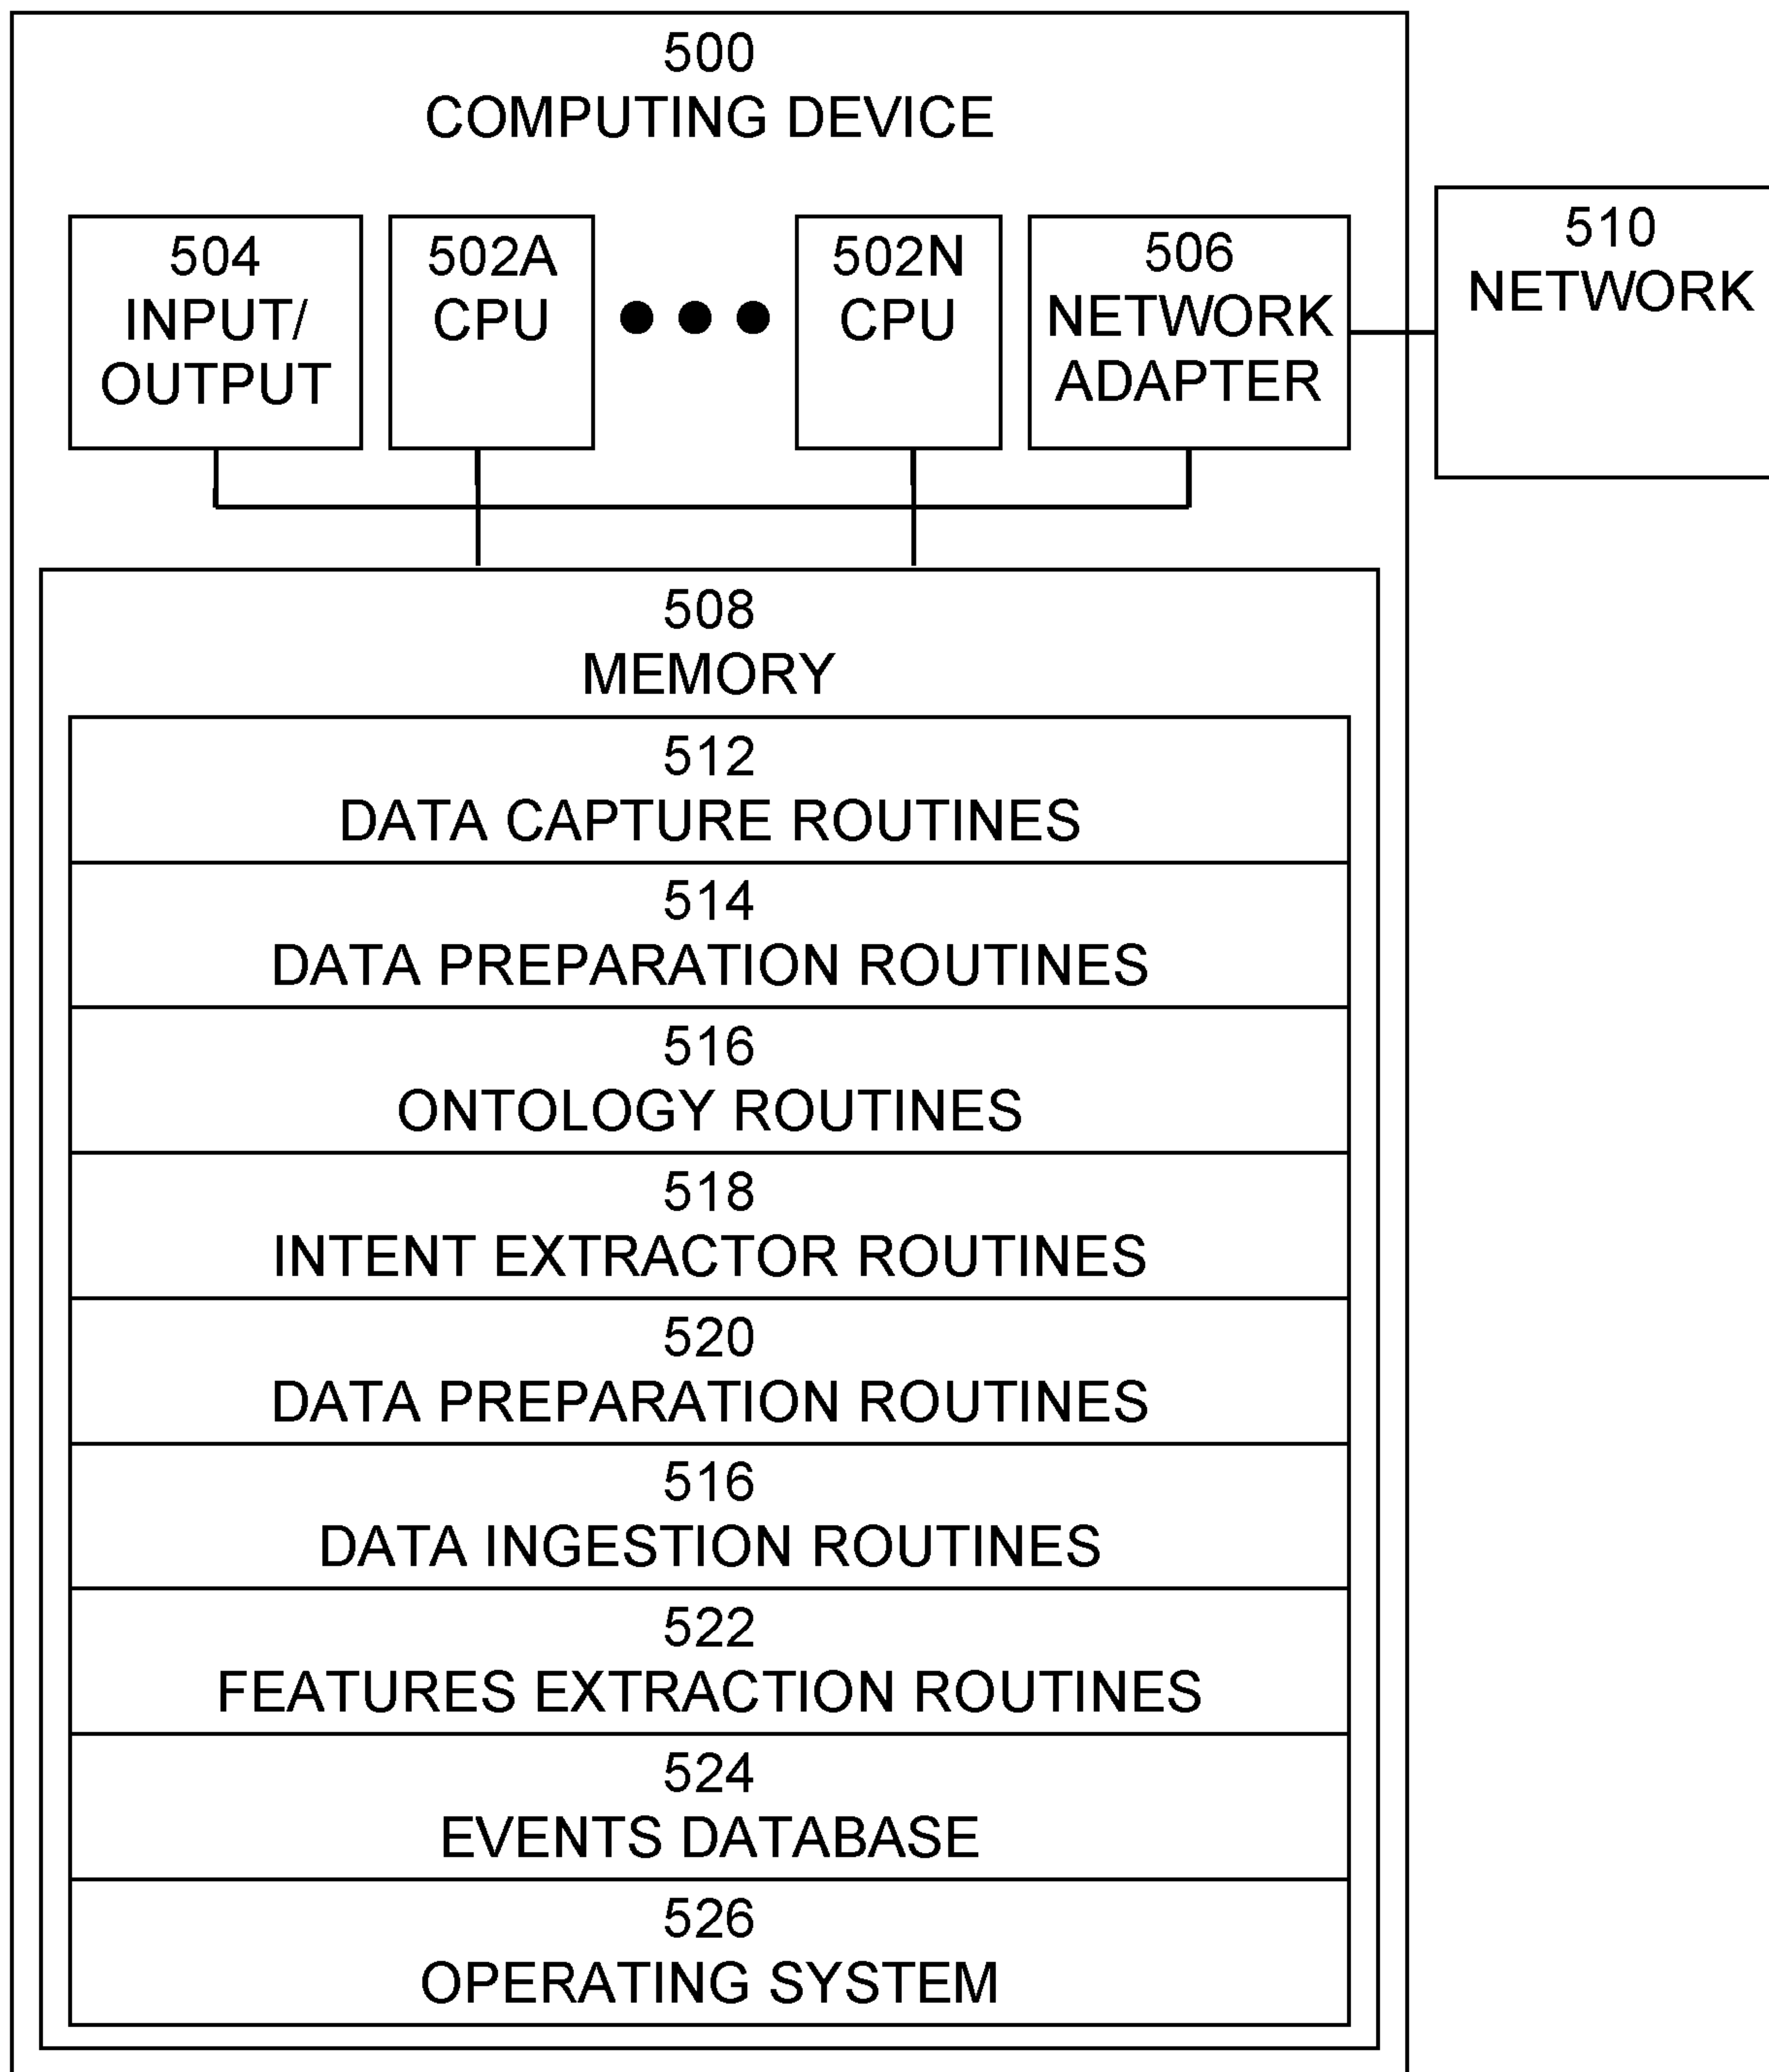 500
COMPUTING DEVICE
504
INPUT/
OUTPUT
502A
CPU
502N
CPU
506
NETWORK
ADAPTER
510
NETWORK
508
MEMORY
512
DATA CAPTURE ROUTINES
514
DATA PREPARATION ROUTINES
516
ONTOLOGY ROUTINES
518
INTENT EXTRACTOR ROUTINES
520
DATA PREPARATION ROUTINES
516
DATA INGESTION ROUTINES
522
FEATURES EXTRACTION ROUTINES
524
EVENTS DATABASE
526
OPERATING SYSTEM